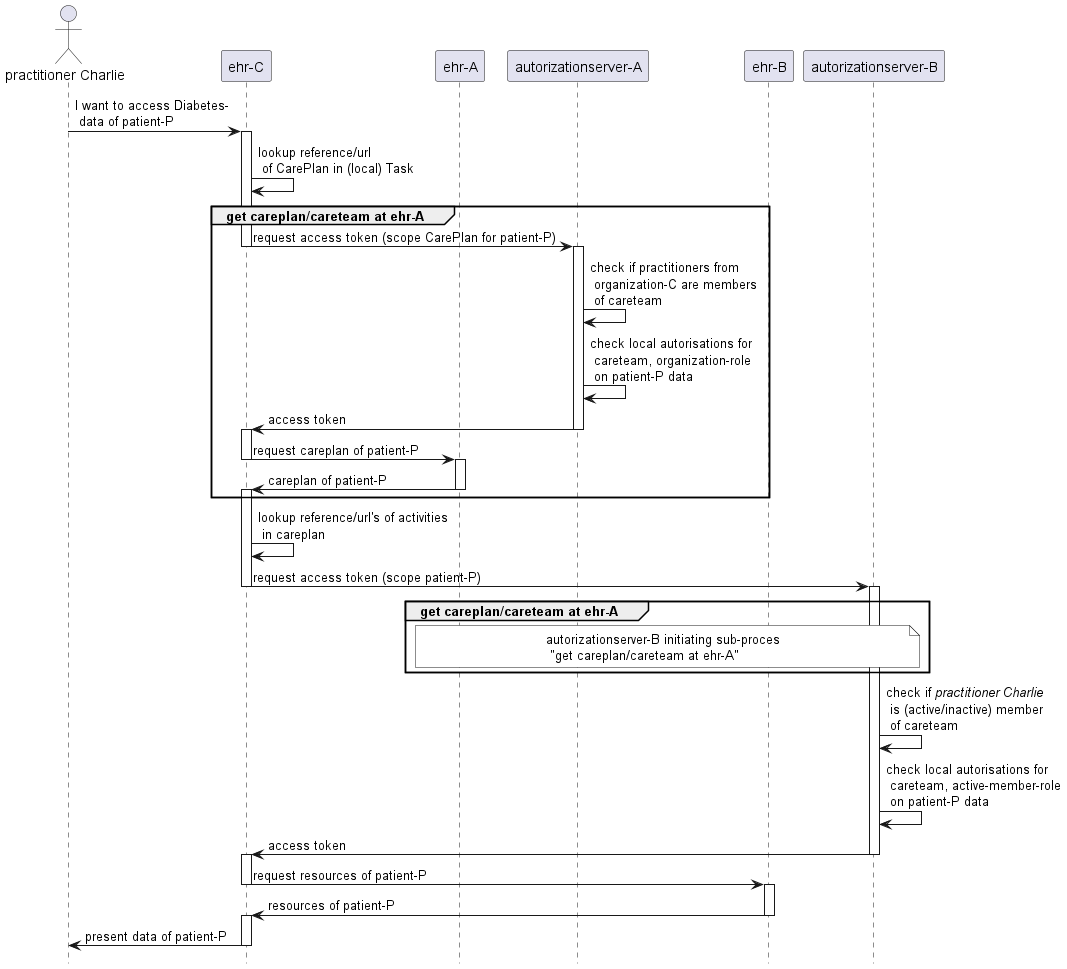 practitioner Charlie
ehr-C
ehr-A
autorizationserver-A
ehr-B
autorizationserver-B
I want to access Diabetes-
data of patient-P
lookup reference/url
of CarePlan in (local) Task
get careplan/careteam at ehr-A
request access token (scope CarePlan for patient-P)
check if practitioners from
organization-C are members
of careteam
check local autorisations for
careteam, organization-role
on patient-P data
access token
request careplan of patient-P
careplan of patient-P
lookup reference/url's of activities
in careplan
request access token (scope patient-P)
get careplan/careteam at ehr-A
autorizationserver-B initiating sub-proces
"get careplan/careteam at ehr-A"
check if practitioner Charlie
is (active/inactive) member
of careteam
check local autorisations for
careteam, active-member-role
on patient-P data
access token
request resources of patient-P
resources of patient-P
present data of patient-P